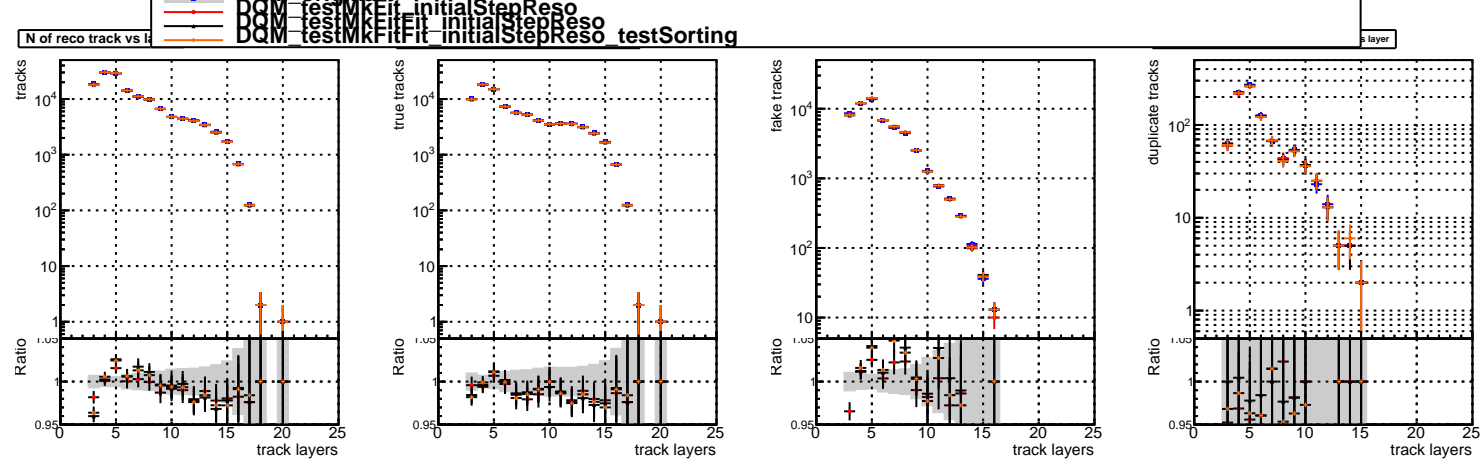 DQM_testMkFit_initialStepReso
DQM_testMkFitFit_initialStepReso
DQM_testMkFitFit_initialStepReso_testSorting
N of reco track vs la
s layer
tracks
10⁴
10³
10²
10
1
1.05
Ratio
1
0.95
0 5 10 15 20 25
track layers
true tracks
10⁴
10³
10²
10
1
1.05
Ratio
1
0.95
0 5 10 15 20 25
track layers
fake tracks
10⁴
10³
10²
10
1.05
Ratio
1
0.95
0 5 10 15 20 25
track layers
duplicate tracks
10²
10
1
1.05
Ratio
1
0.95
0 5 10 15 20 25
track layers